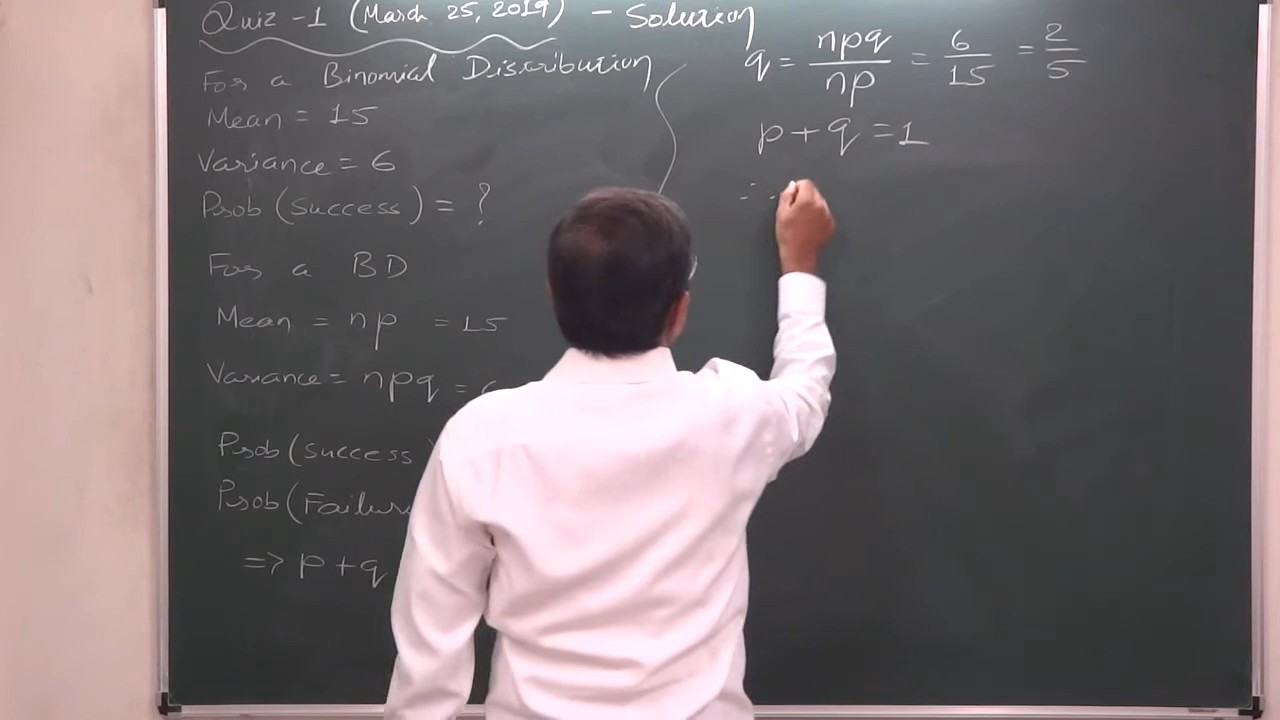 Quiz -1 (March 25, 2019) - Solution
For a Binomial Distribution
Mean = 15
Variance = 6
Prob (Success) = ?
For a BD
Mean = np = 15
Variance = npq =
Prob (Success
Prob (Failure
=> p + q
q = npq/np = 6/15 = 2/5
p + q = 1